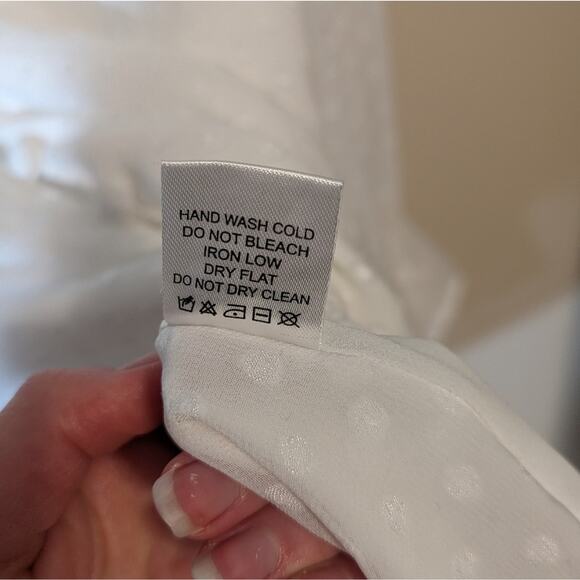 HAND WASH COLD
DO NOT BLEACH
IRON LOW
DRY FLAT
DO NOT DRY CLEAN